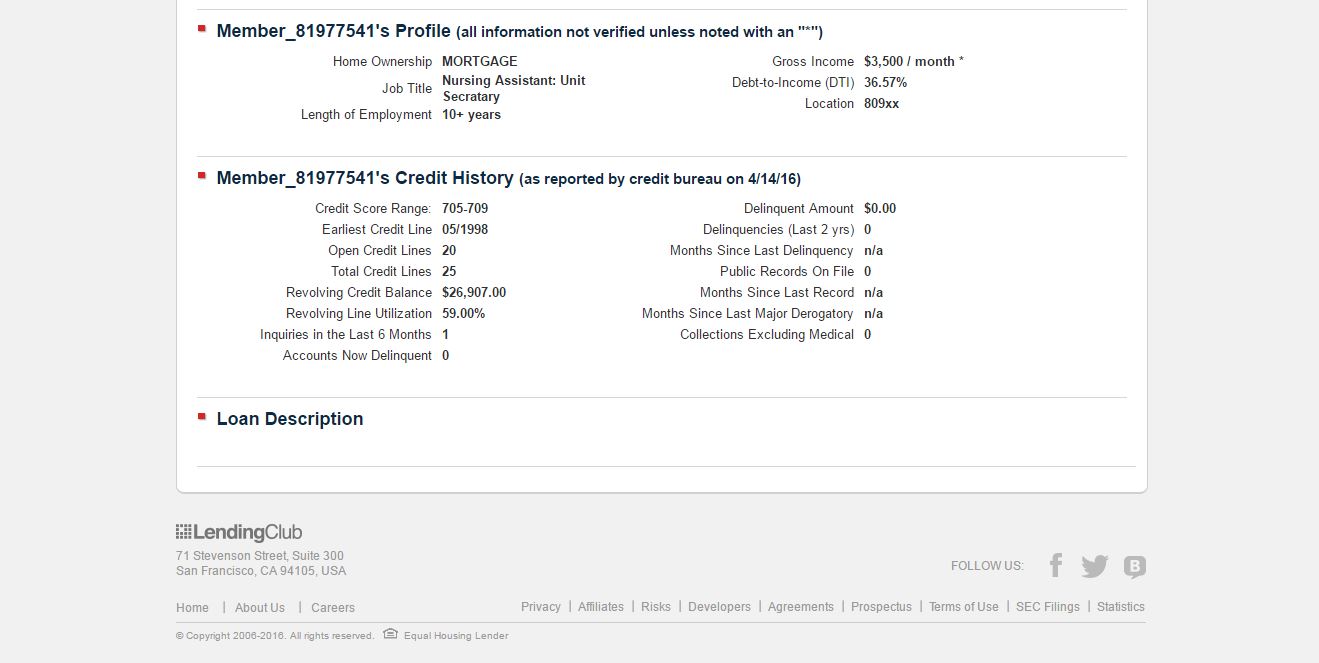 Member_81977541's Profile (all information not verified unless noted with an "*")
Home Ownership MORTGAGE
Job Title Nursing Assistant: Unit
Secratary
Length of Employment 10+ years
Gross Income $3,500 / month *
Debt-to-Income (DTI) 36.57%
Location 809xx
Member_81977541's Credit History (as reported by credit bureau on 4/14/16)
Credit Score Range: 705-709
Earliest Credit Line 05/1998
Open Credit Lines 20
Total Credit Lines 25
Revolving Credit Balance $26,907.00
Revolving Line Utilization 59.00%
Inquiries in the Last 6 Months 1
Accounts Now Delinquent 0
Delinquent Amount $0.00
Delinquencies (Last 2 yrs) 0
Months Since Last Delinquency n/a
Public Records On File 0
Months Since Last Record n/a
Months Since Last Major Derogatory n/a
Collections Excluding Medical 0
Loan Description
LendingClub
71 Stevenson Street, Suite 300
San Francisco, CA 94105, USA
FOLLOW US:
Home | About Us | Careers
Privacy | Affiliates | Risks | Developers | Agreements | Prospectus | Terms of Use | SEC Filings | Statistics
© Copyright 2006-2016. All rights reserved. Equal Housing Lender